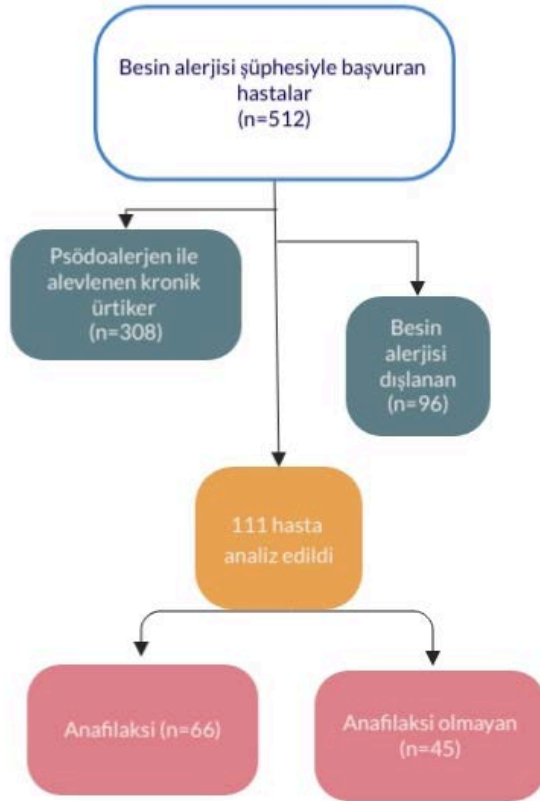 Besin alerjisi şüphesiyle başvuran
hastalar
(n=512)
Psödoalerjen ile
alevlenen kronik
ürtiker
(n=308)
Besin
alerjisi
dışlanan
(n=96)
111 hasta
analiz edildi
Anafilaksi (n=66)
Anafilaksi olmayan
(n=45)